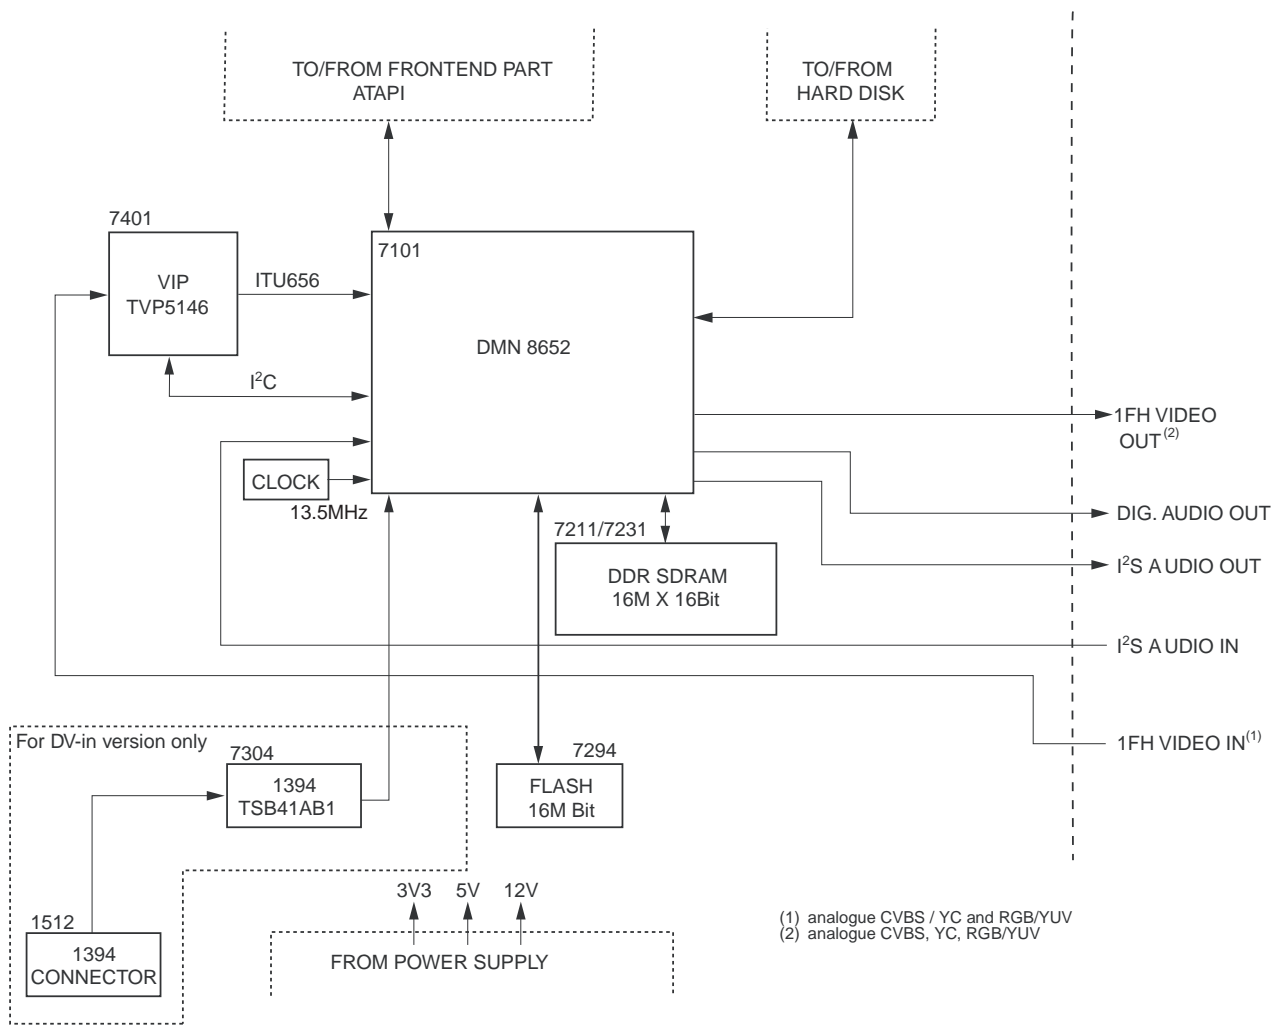 TO/FROM FRONTEND PART
ATAPI
TO/FROM
HARD DISK
7401
VIP
TVP5146
ITU656
I²C
7101
DMN 8652
CLOCK
13.5MHz
1FH VIDEO
OUT(2)
DIG. AUDIO OUT
I²S AUDIO OUT
I²S AUDIO IN
1FH VIDEO IN(1)
7211/7231
DDR SDRAM
16M X 16Bit
For DV-in version only
7304
1394
TSB41AB1
7294
FLASH
16M Bit
1512
1394
CONNECTOR
3V3 5V 12V
FROM POWER SUPPLY
(1) analogue CVBS / YC and RGB/YUV
(2) analogue CVBS, YC, RGB/YUV